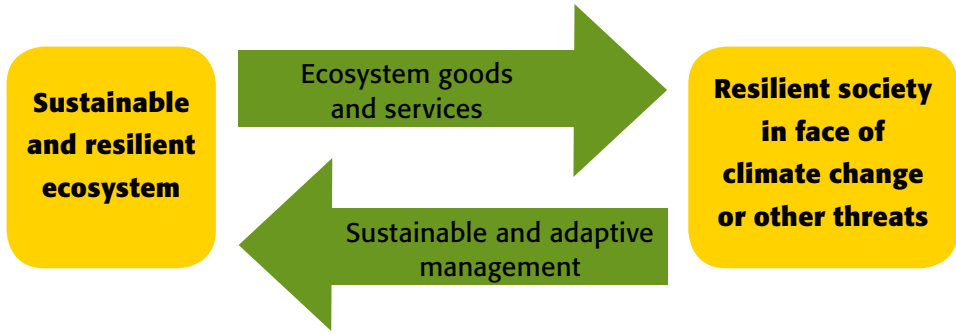 Sustainable
and resilient
ecosystem
Ecosystem goods
and services
Sustainable and adaptive
management
Resilient society
in face of
climate change
or other threats